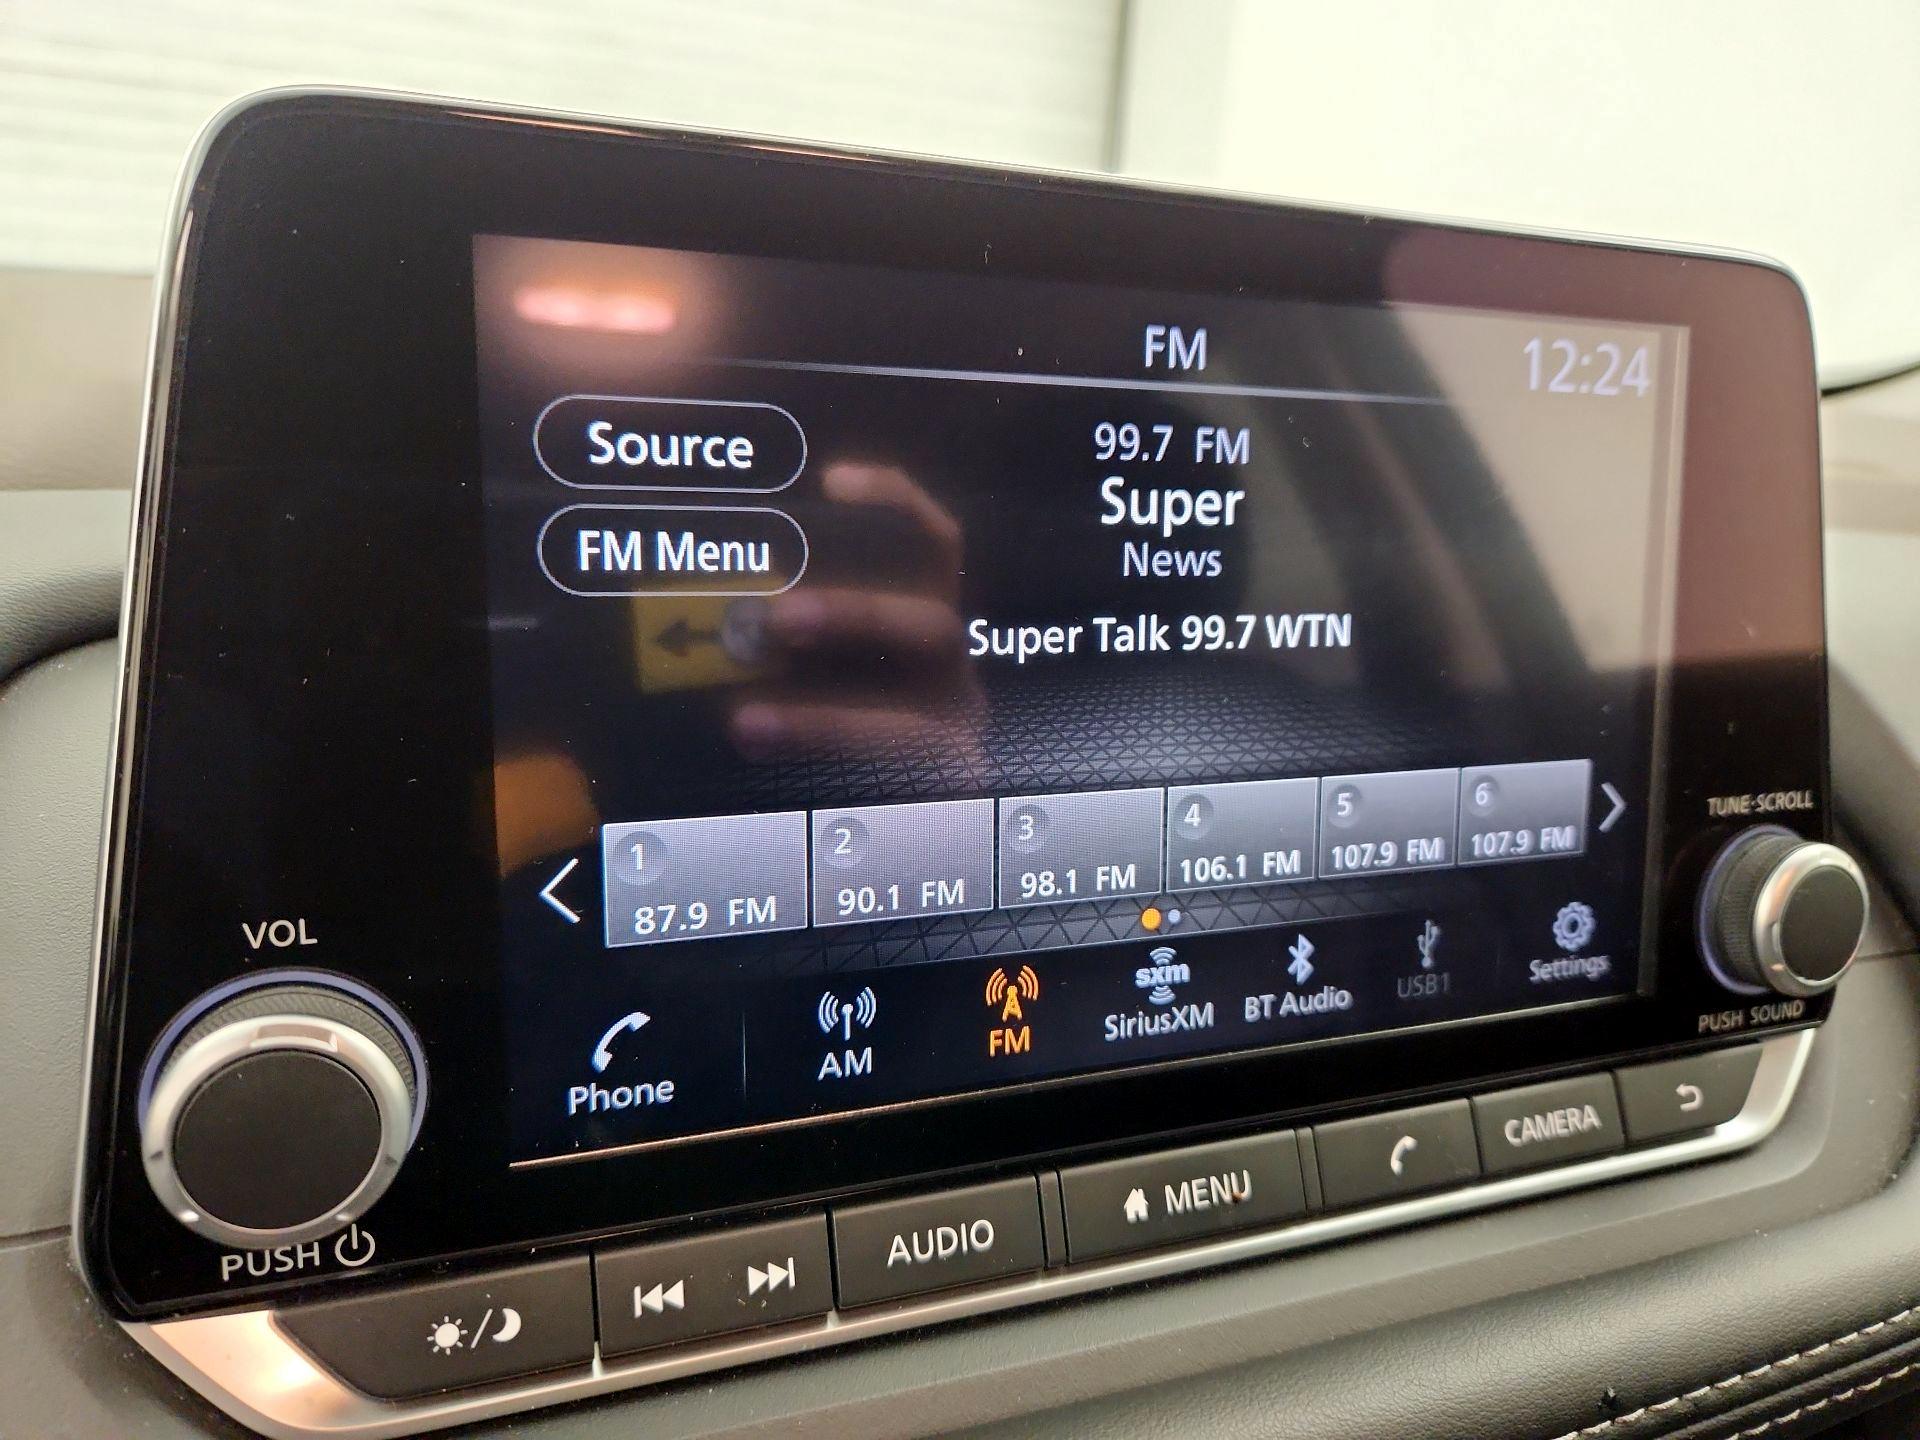 FM
12:24
Source
FM Menu
99.7 FM
Super
News
Super Talk 99.7 WTN
1
87.9 FM
2
90.1 FM
3
98.1 FM
4
106.1 FM
5
107.9 FM
6
107.9 FM
Phone
AM
FM
sxm
SiriusXM
BT Audio
USB1
Settings
VOL
PUSH
TUNE·SCROLL
PUSH SOUND
AUDIO
MENU
CAMERA